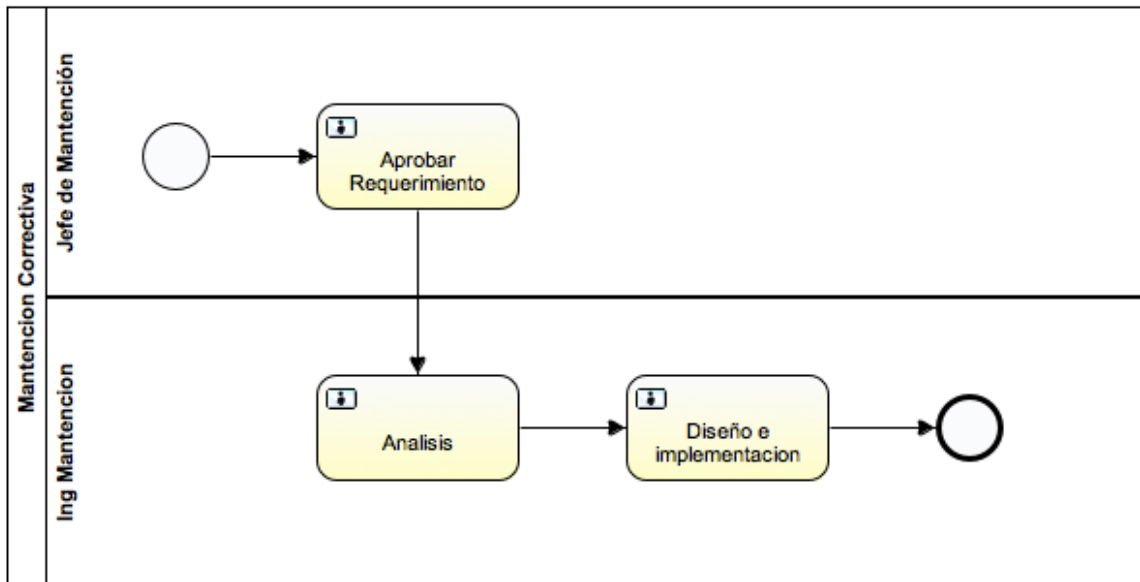 Mantencion Correctiva
Jefe de Mantención
Aprobar
Requerimiento
Ing Mantencion
Analisis
Diseño e
implementacion